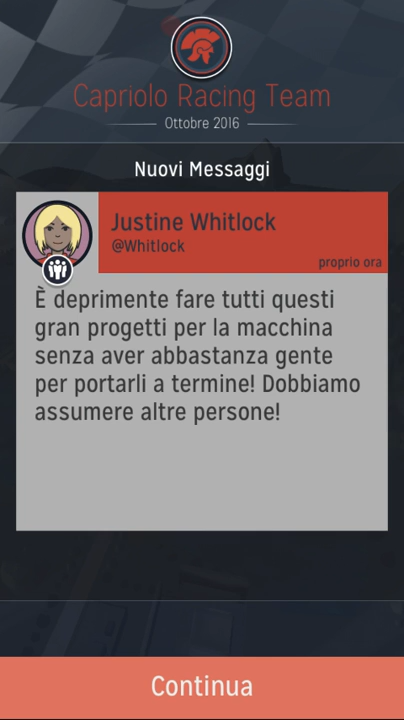 Capriolo Racing Team
Ottobre 2016
Nuovi Messaggi
Justine Whitlock
@Whitlock
proprio ora
È deprimente fare tutti questi
gran progetti per la macchina
senza aver abbastanza gente
per portarli a termine! Dobbiamo
assumere altre persone!
Continua